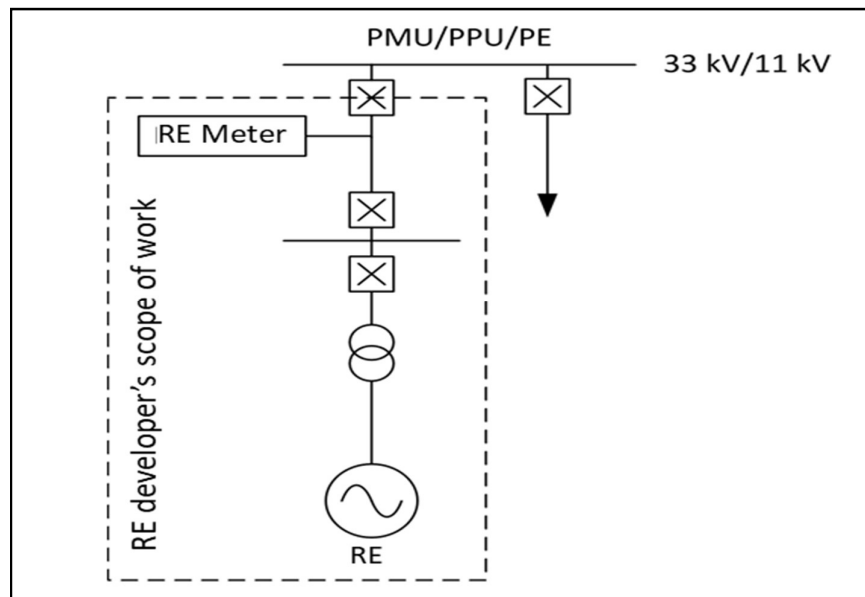 PMU/PPU/PE
33 kV/11 kV
RE Meter
RE developer's scope of work
RE